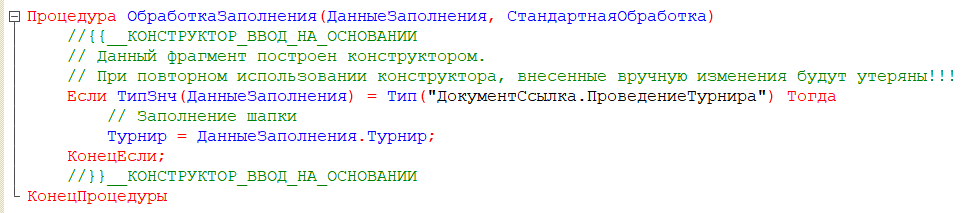 Процедура ОбработкаЗаполнения(ДанныеЗаполнения, СтандартнаяОбработка)
//{{__КОНСТРУКТОР_ВВОД_НА_ОСНОВАНИИ
// Данный фрагмент построен конструктором.
// При повторном использовании конструктора, внесенные вручную изменения будут утеряны!!!
Если ТипЗнч(ДанныеЗаполнения) = Тип("ДокументСсылка.ПроведениеТурнира") Тогда
// Заполнение шапки
Турнир = ДанныеЗаполнения.Турнир;
КонецЕсли;
//}}__КОНСТРУКТОР_ВВОД_НА_ОСНОВАНИИ
КонецПроцедуры